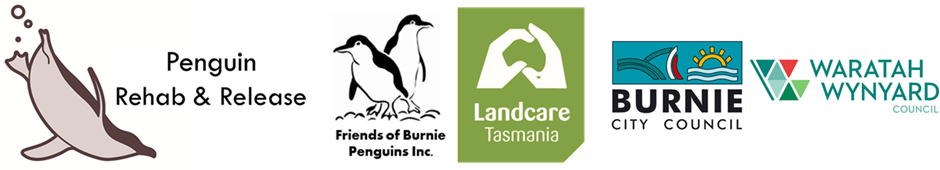 Penguin
Rehab & Release
Friends of Burnie
Penguins Inc.
Landcare
Tasmania
BURNIE
CITY COUNCIL
WARATAH
WYNYARD
COUNCIL